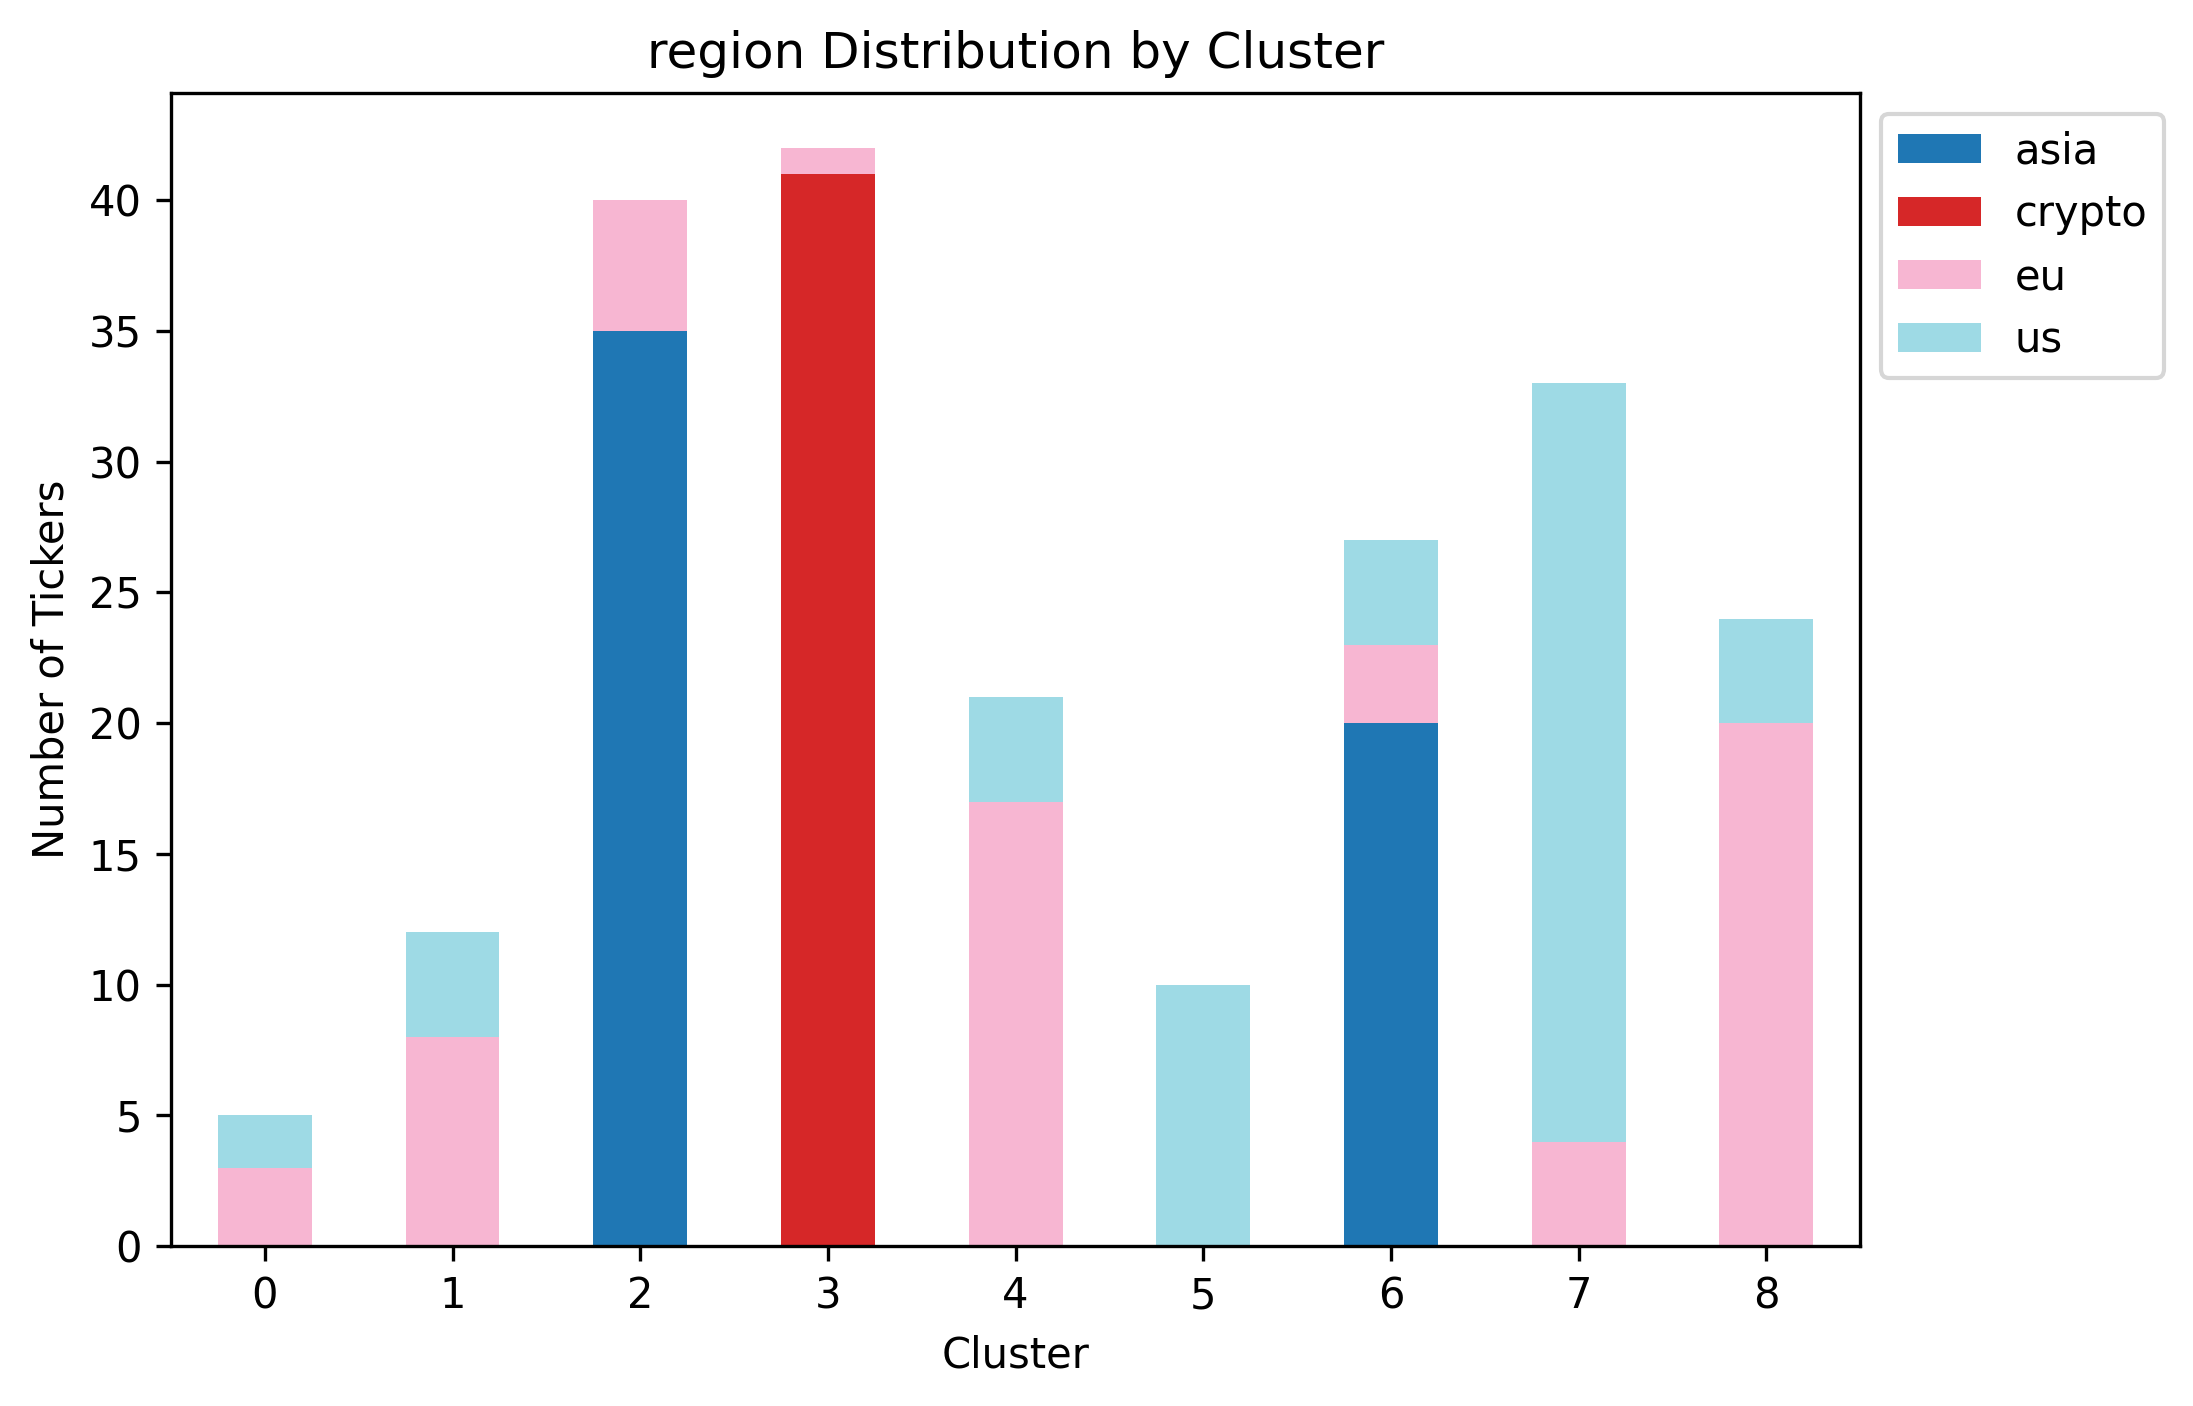 region Distribution by Cluster
Number of Tickers
40
35
30
25
20
15
10
5
0
0 1 2 3 4 5 6 7 8
Cluster
asia
crypto
eu
us